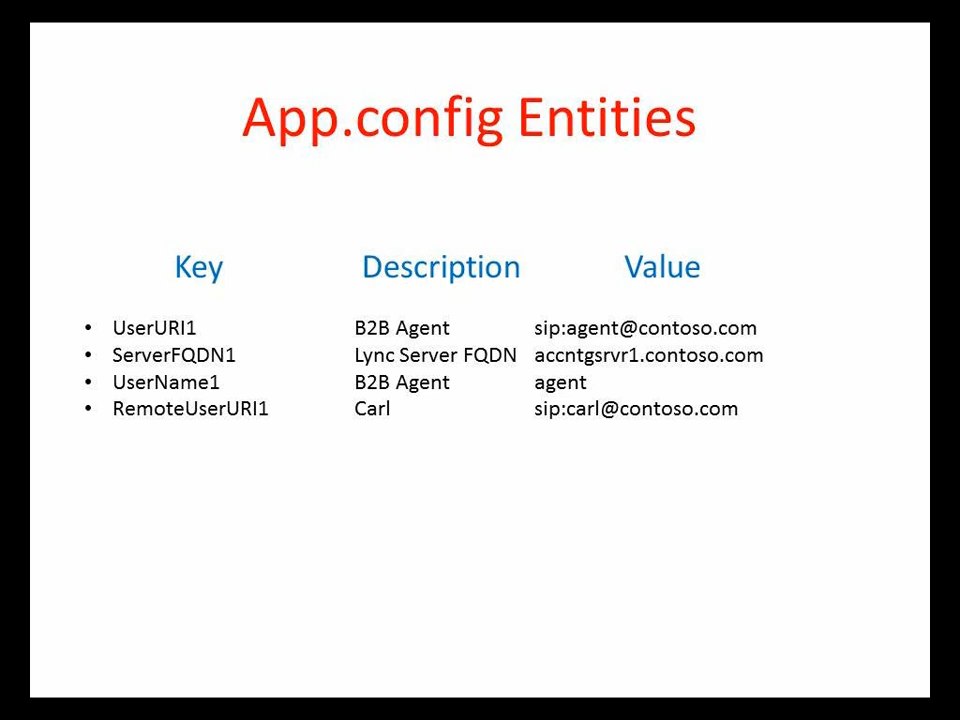 App.config Entities
Key Description Value
• UserURI1 B2B Agent sip:agent@contoso.com
• ServerFQDN1 Lync Server FQDN accntgsrvr1.contoso.com
• UserName1 B2B Agent agent
• RemoteUserURI1 Carl sip:carl@contoso.com